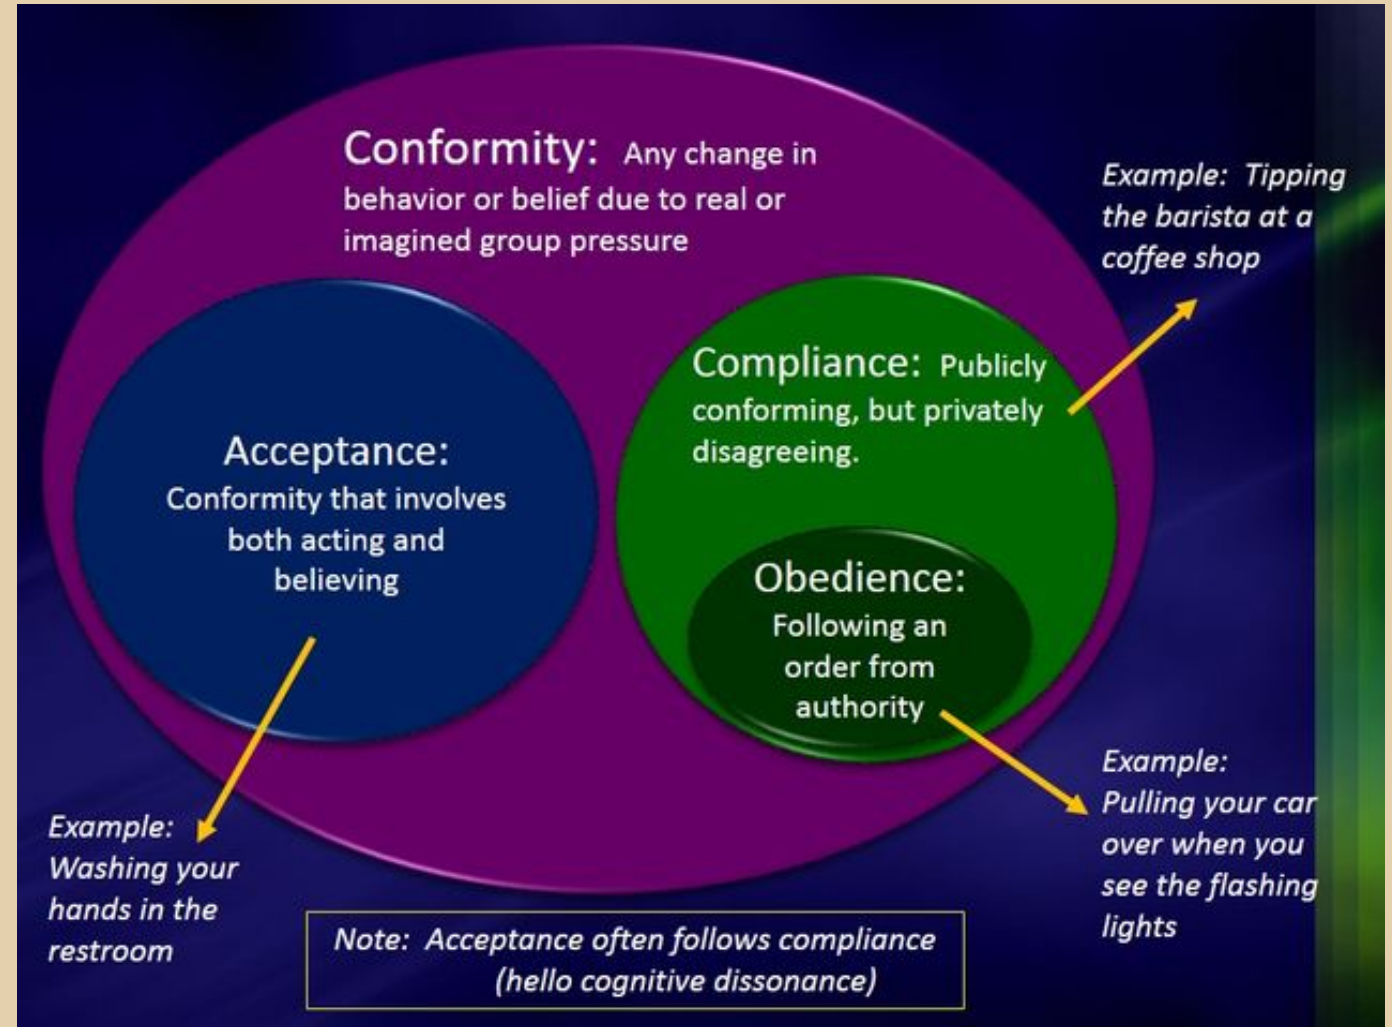 Conformity: Any change in
behavior or belief due to real or
imagined group pressure
Example: Tipping
the barista at a
coffee shop
Compliance: Publicly
conforming, but privately
disagreeing.
Acceptance:
Conformity that involves
both acting and
believing
Obedience:
Following an
order from
authority
Example:
Washing your
hands in the
restroom
Example:
Pulling your car
over when you
see the flashing
lights
Note: Acceptance often follows compliance
(hello cognitive dissonance)